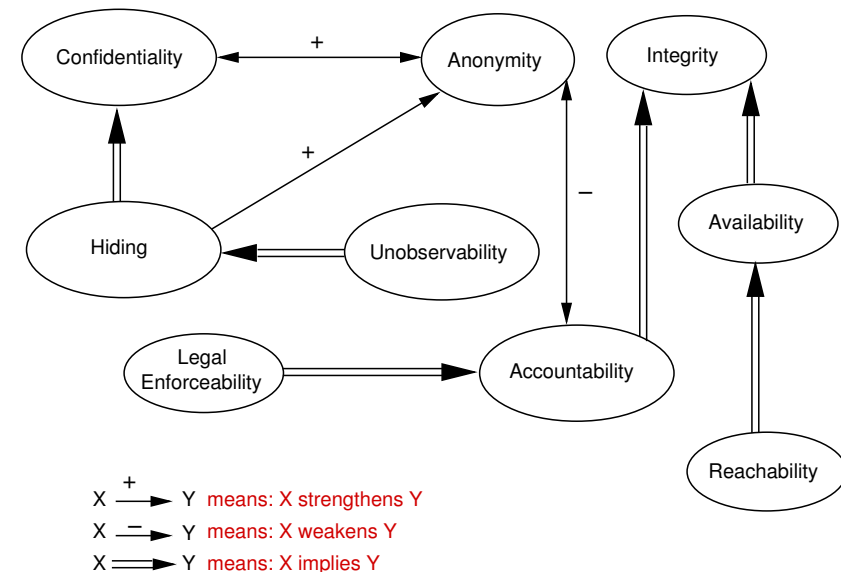 Confidentiality
+
Anonymity
Integrity
+
–
Hiding
Unobservability
Availability
Legal
Enforceability
Accountability
Reachability
X + Y means: X strengthens Y
X – Y means: X weakens Y
X Y means: X implies Y